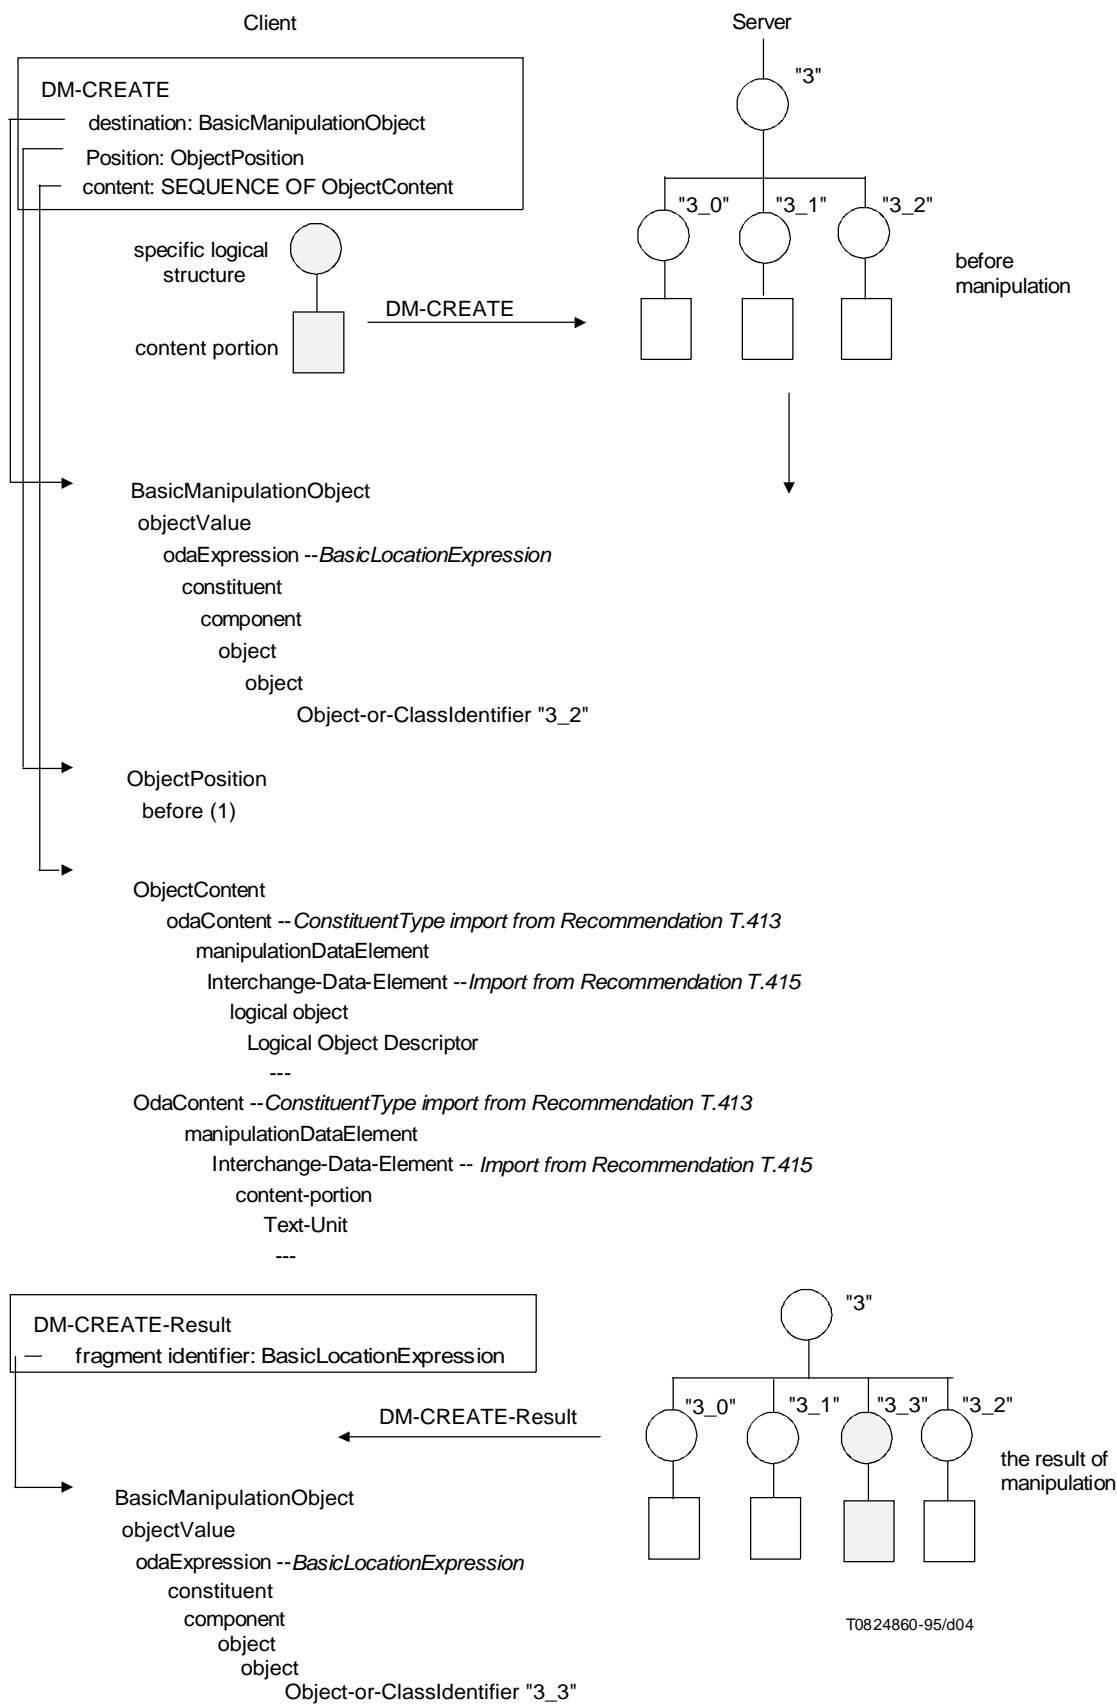 Client
Server
DM-CREATE
destination: BasicManipulationObject
Position: ObjectPosition
content: SEQUENCE OF ObjectContent
"3"
"3_0"
"3_1"
"3_2"
specific logical
structure
content portion
DM-CREATE
before
manipulation
BasicManipulationObject
objectValue
odaExpression --BasicLocationExpression
constituent
component
object
object
Object-or-ClassIdentifier "3_2"
ObjectPosition
before (1)
ObjectContent
odaContent --ConstituentType import from Recommendation T.413
manipulationDataElement
Interchange-Data-Element --Import from Recommendation T.415
logical object
Logical Object Descriptor
---
OdaContent --ConstituentType import from Recommendation T.413
manipulationDataElement
Interchange-Data-Element -- Import from Recommendation T.415
content-portion
Text-Unit
---
DM-CREATE-Result
fragment identifier: BasicLocationExpression
"3"
"3_0"
"3_1"
"3_3"
"3_2"
DM-CREATE-Result
the result of
manipulation
BasicManipulationObject
objectValue
odaExpression --BasicLocationExpression
constituent
component
object
object
Object-or-ClassIdentifier "3_3"
T0824860-95/d04